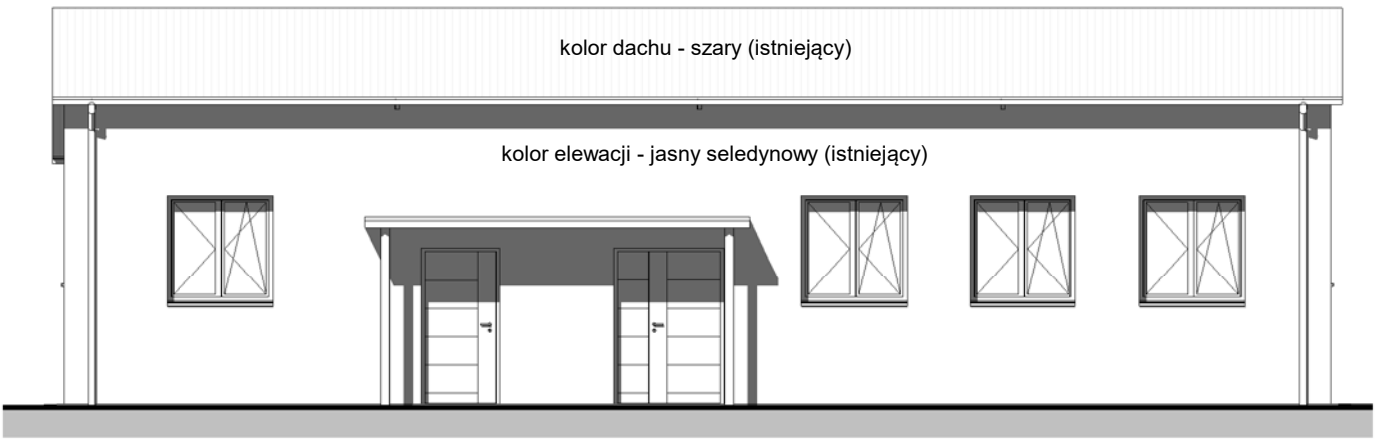 kolor dachu - szary (istniejący)
kolor elewacji - jasny seledynowy (istniejący)